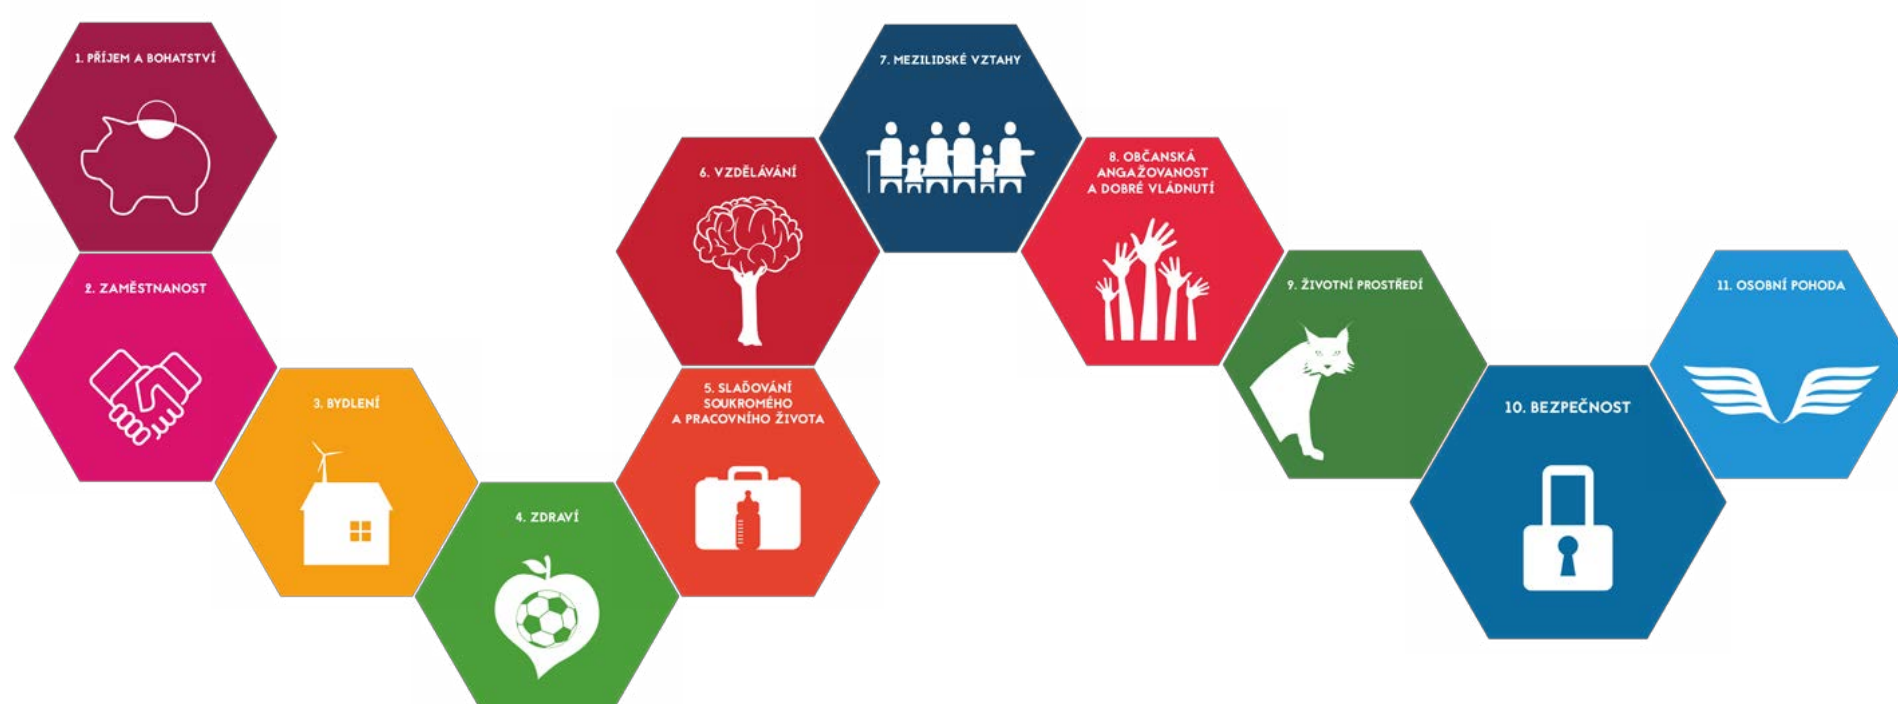 1. PŘÍJEM A BOHATSTVÍ
2. ZAMĚSTNANOST
3. BYDLENÍ
4. ZDRAVÍ
5. SLAĎOVÁNÍ
SOUKROMÉHO
A PRACOVNÍHO ŽIVOTA
6. VZDĚLÁVÁNÍ
7. MEZILIDSKÉ VZTAHY
8. OBČANSKÁ
ANGAŽOVANOST
A DOBRÉ VLÁDNUTÍ
9. ŽIVOTNÍ PROSTŘEDÍ
10. BEZPEČNOST
11. OSOBNÍ POHODA